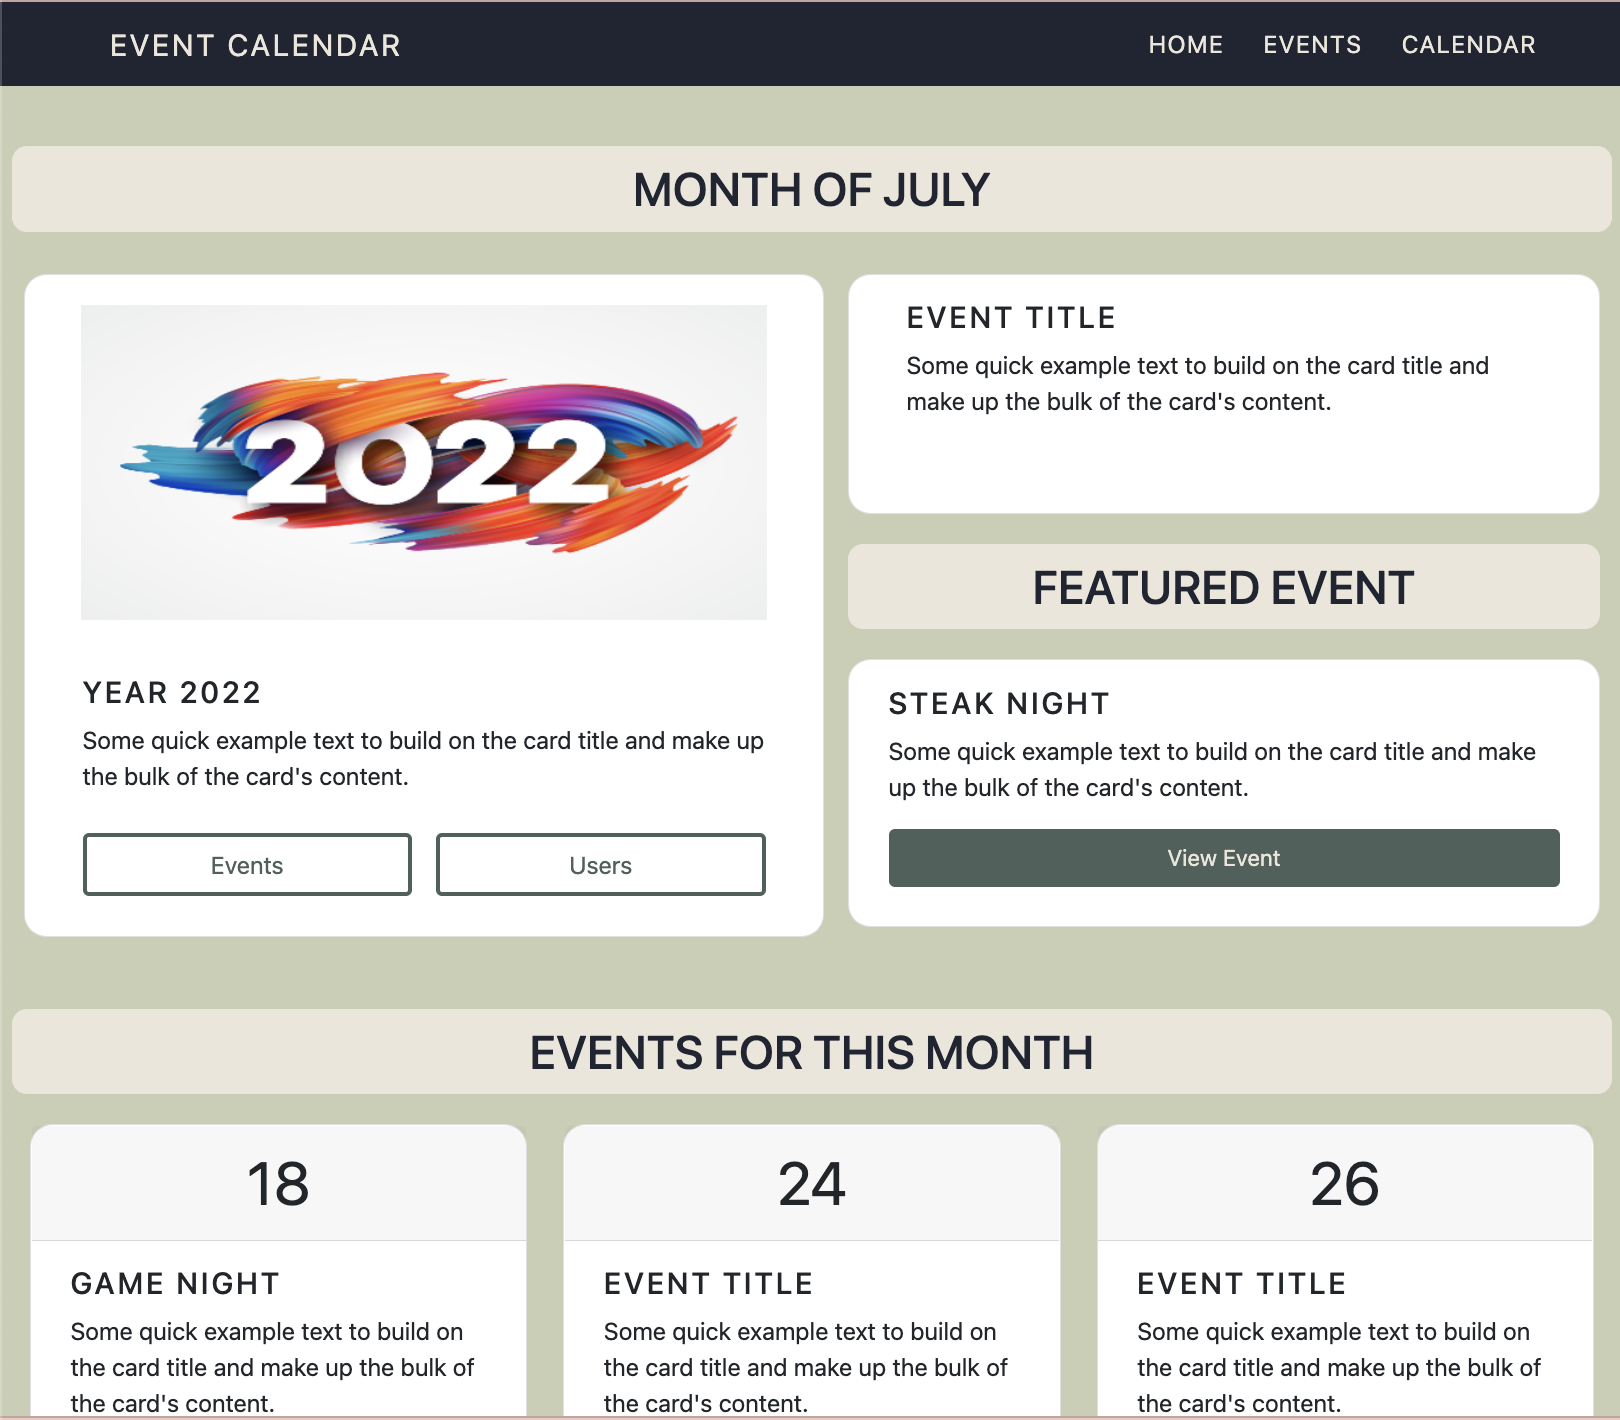 EVENT CALENDAR
HOME EVENTS CALENDAR
MONTH OF JULY
2022
YEAR 2022
Some quick example text to build on the card title and make up
the bulk of the card's content.
Events
Users
EVENT TITLE
Some quick example text to build on the card title and
make up the bulk of the card's content.
FEATURED EVENT
STEAK NIGHT
Some quick example text to build on the card title and make
up the bulk of the card's content.
View Event
EVENTS FOR THIS MONTH
18
GAME NIGHT
Some quick example text to build on
the card title and make up the bulk of
the card's content.
24
EVENT TITLE
Some quick example text to build on
the card title and make up the bulk of
the card's content.
26
EVENT TITLE
Some quick example text to build on
the card title and make up the bulk of
the card's content.